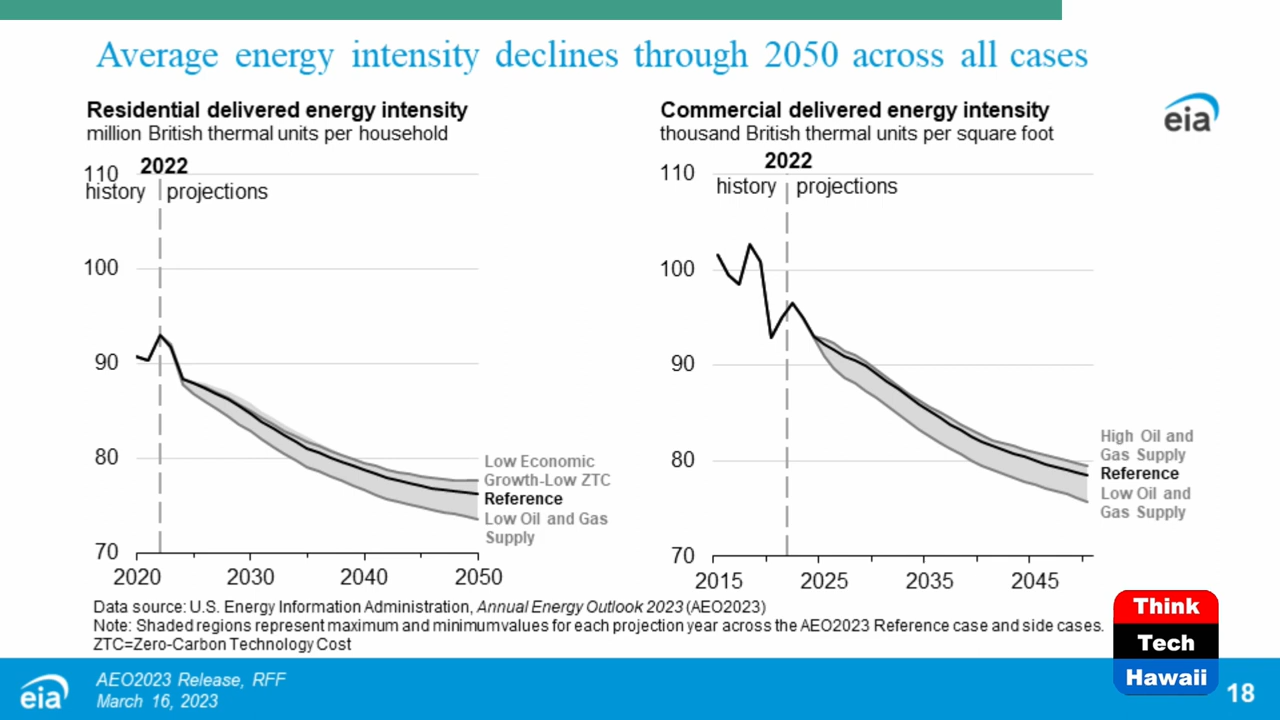 Average energy intensity declines through 2050 across all cases
Residential delivered energy intensity
million British thermal units per household
110
2022
history
projections
100
90
80
70
2020
2030
2040
2050
Low Economic
Growth-Low ZTC
Reference
Low Oil and Gas
Supply
Commercial delivered energy intensity
thousand British thermal units per square foot
110
2022
history
projections
100
90
80
70
2015
2025
2035
2045
High Oil and
Gas Supply
Reference
Low Oil and
Gas Supply
eia
Data source: U.S. Energy Information Administration, Annual Energy Outlook 2023 (AEO2023)
Note: Shaded regions represent maximum and minimum values for each projection year across the AEO2023 Reference case and side cases.
ZTC=Zero-Carbon Technology Cost
Think
Tech
Hawaii
eia
AEO2023 Release, RFF
March 16, 2023
18